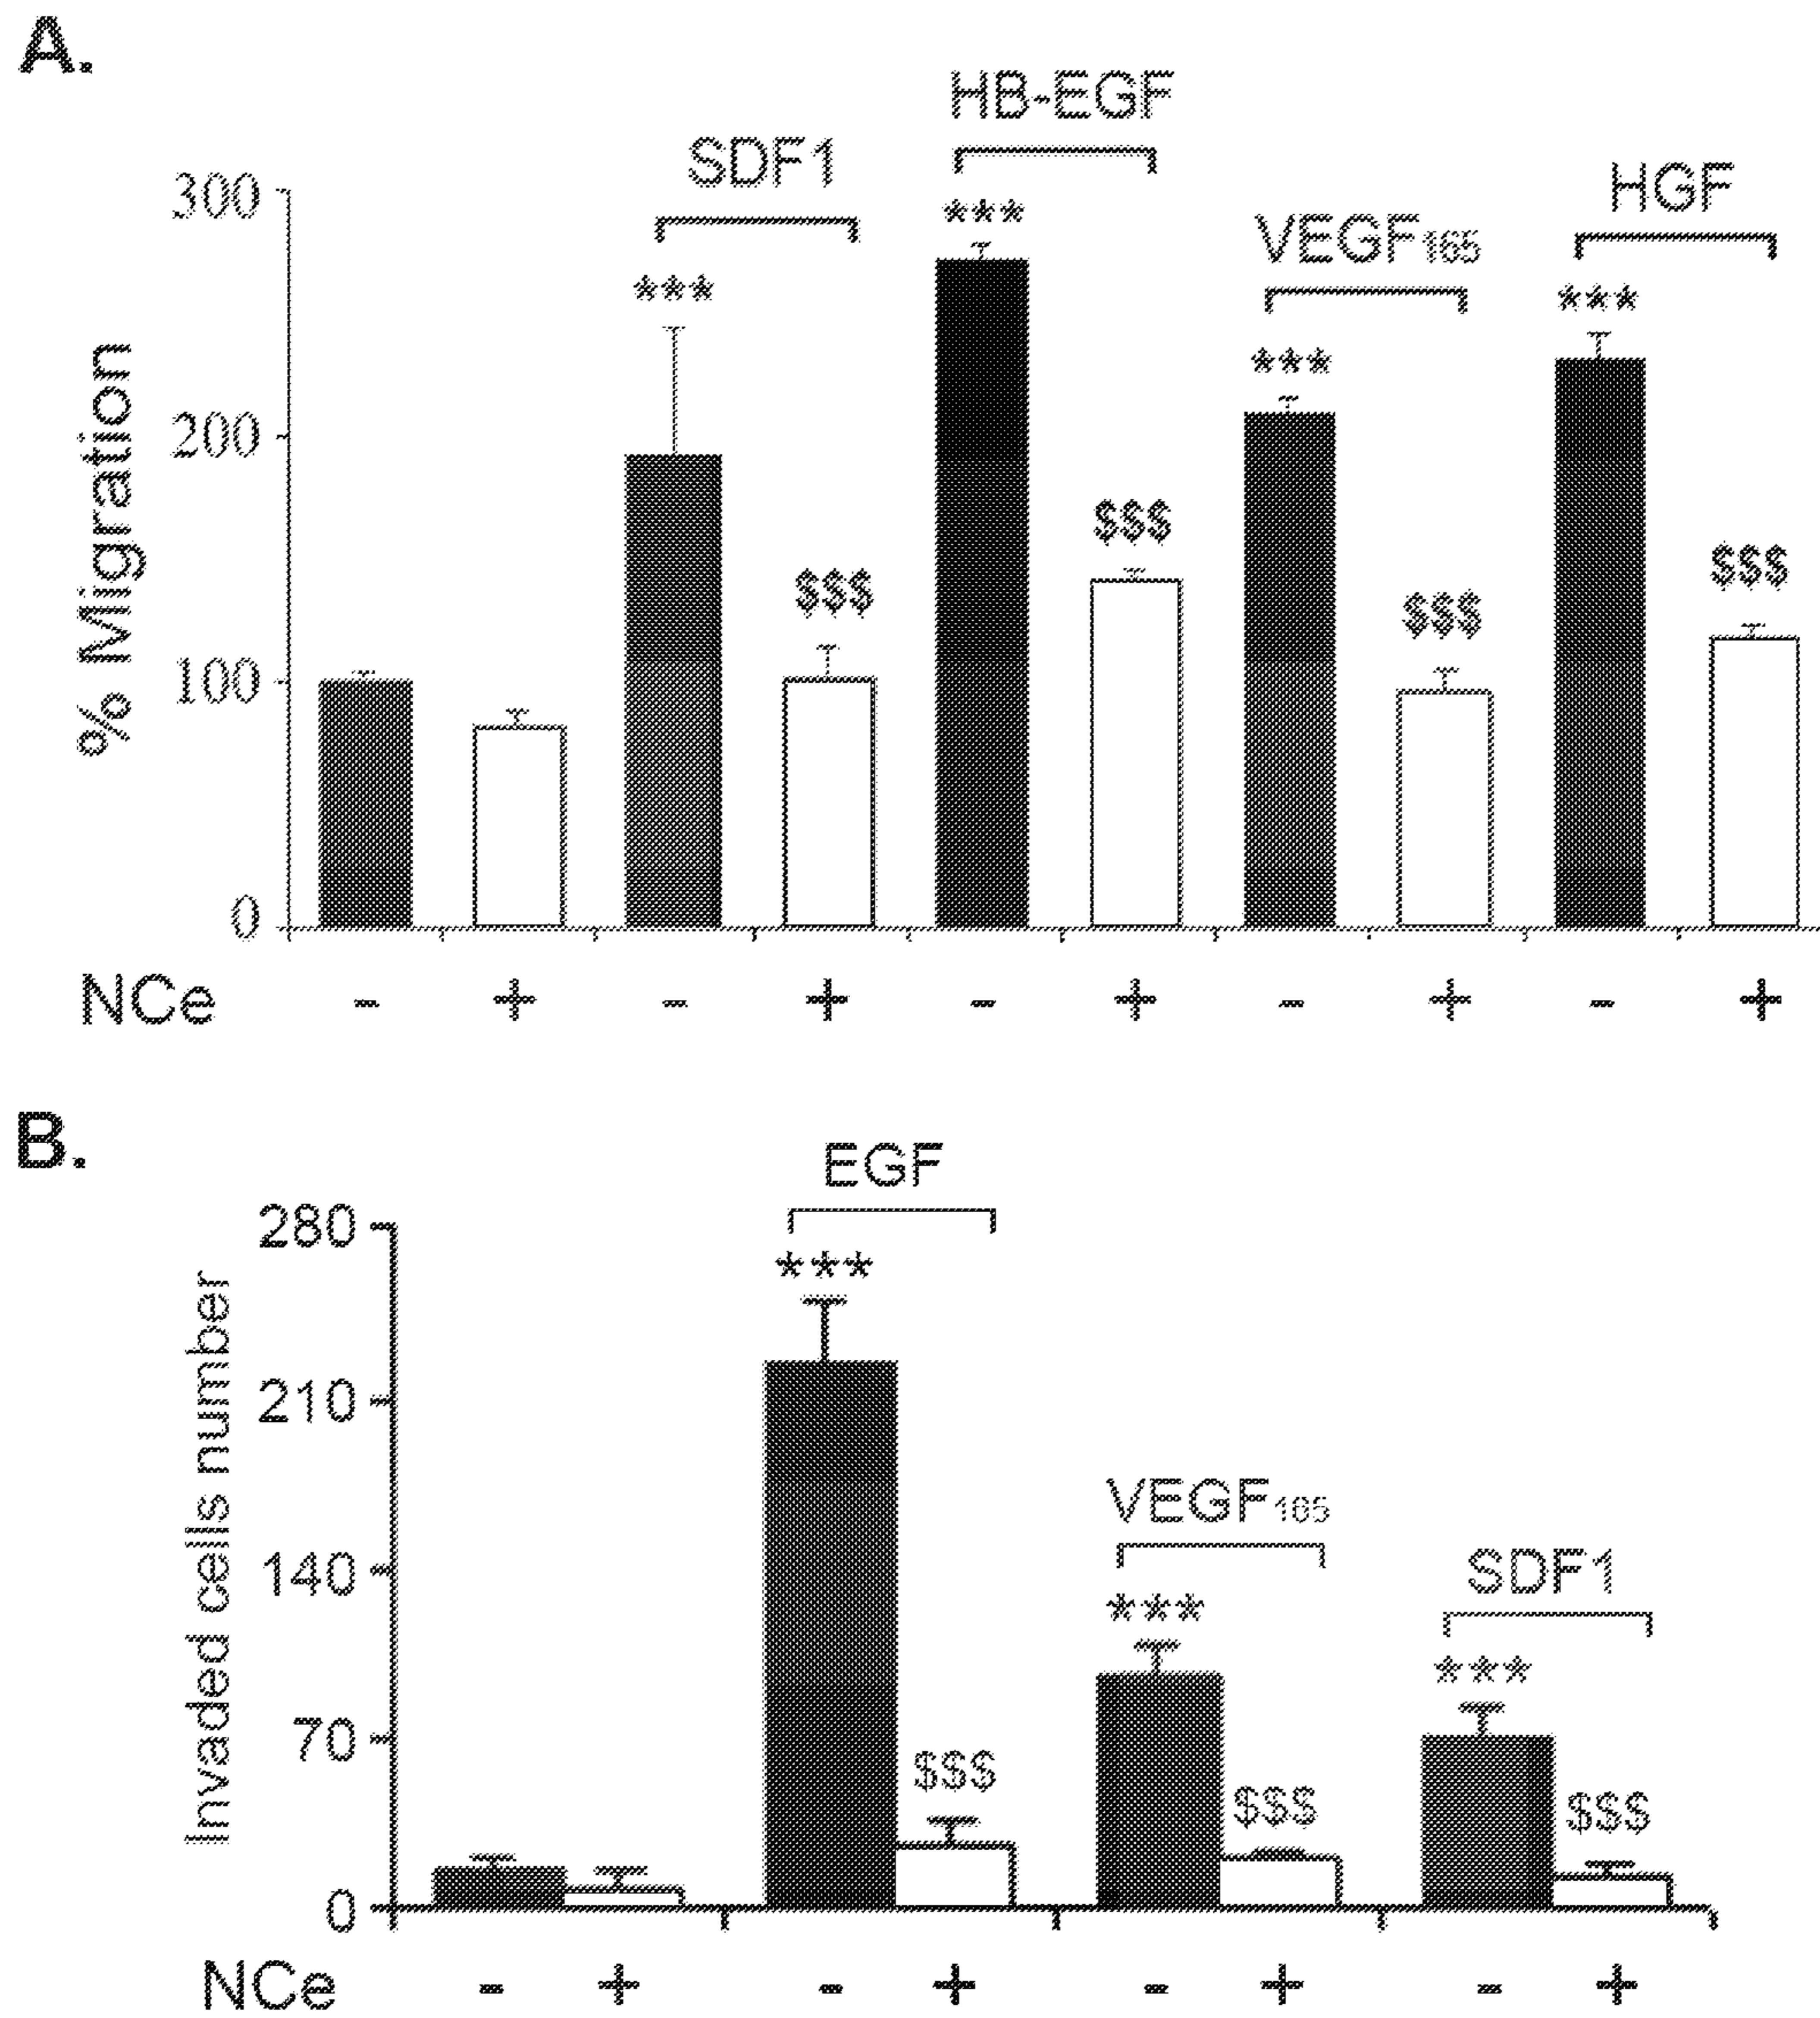 A.
HB-EGF
SDF1
HGF
VEGF165
300
200
100
0
% Migration
***
***
***
***
$$$
$$$
$$$
$$$
NCe - + - + - + - + - +
B.
EGF
VEGF165
SDF1
280
210
140
70
0
Invaded cells number
***
***
***
$$$
$$$
$$$
NCe - + - + - + - +